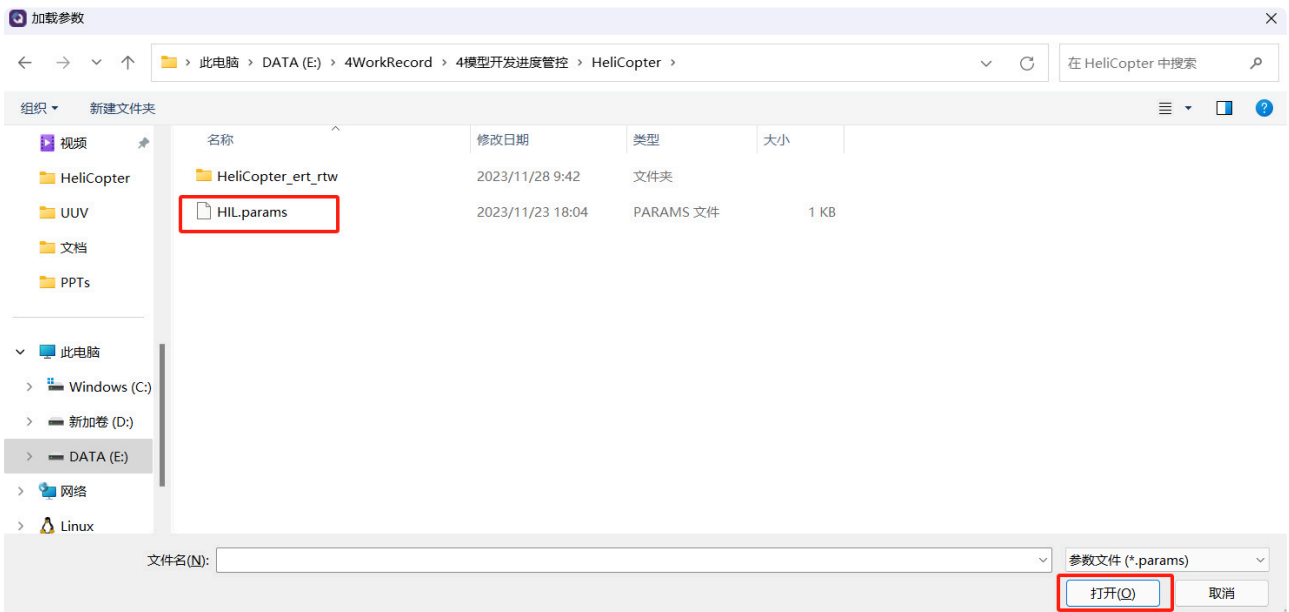 加载参数
此电脑 > DATA (E:) > 4WorkRecord > 4模型开发进度管控 > HeliCopter >
在 HeliCopter 中搜索
组织 新建文件夹
视频
HeliCopter
UUV
文档
PPTs
此电脑
Windows (C:)
新加卷 (D:)
DATA (E:)
网络
Linux
名称 修改日期 类型 大小
HeliCopter_ert_rtw 2023/11/28 9:42 文件夹
HIL.params 2023/11/23 18:04 PARAMS 文件 1 KB
文件名(N): 参数文件 (*.params)
打开(O) 取消